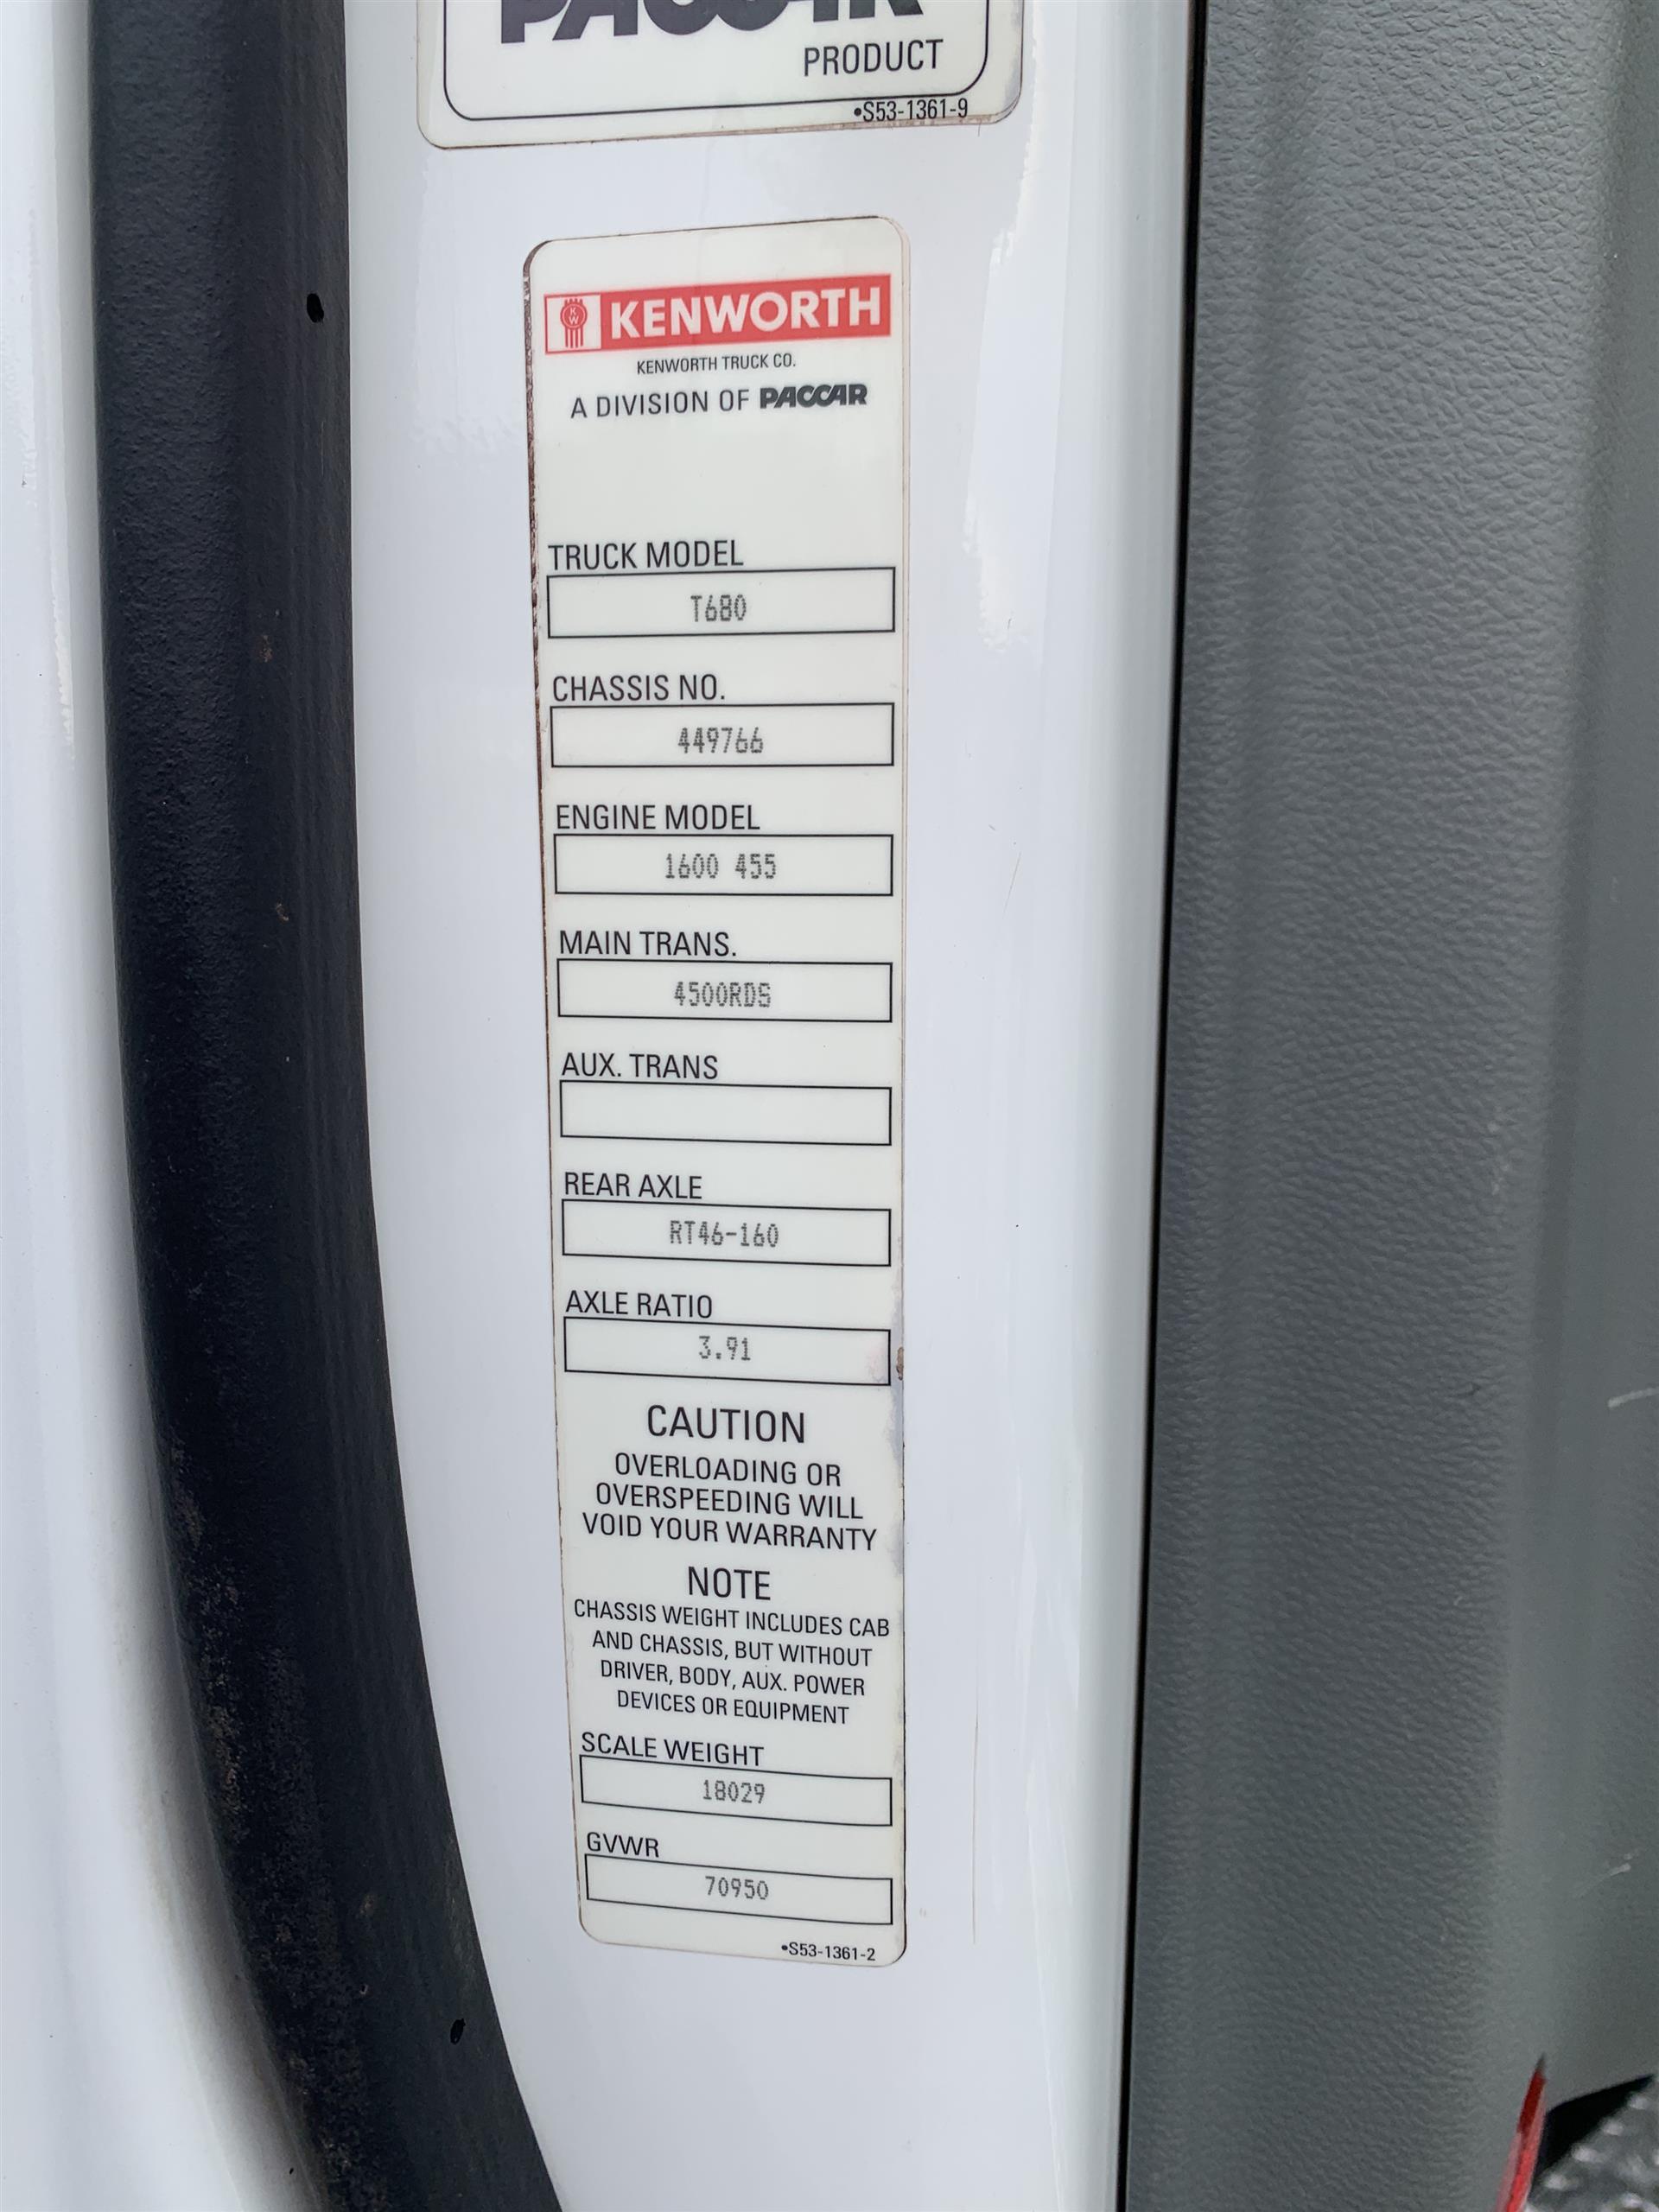 PACCAR
PRODUCT
•S53-1361-9
KW KENWORTH
KENWORTH TRUCK CO.
A DIVISION OF PACCAR
TRUCK MODEL
T680
CHASSIS NO.
449766
ENGINE MODEL
1600 455
MAIN TRANS.
4500RDS
AUX. TRANS
REAR AXLE
RT46-160
AXLE RATIO
3.91
CAUTION
OVERLOADING OR
OVERSPEEDING WILL
VOID YOUR WARRANTY
NOTE
CHASSIS WEIGHT INCLUDES CAB
AND CHASSIS, BUT WITHOUT
DRIVER, BODY, AUX. POWER
DEVICES OR EQUIPMENT
SCALE WEIGHT
18029
GVWR
70950
•S53-1361-2